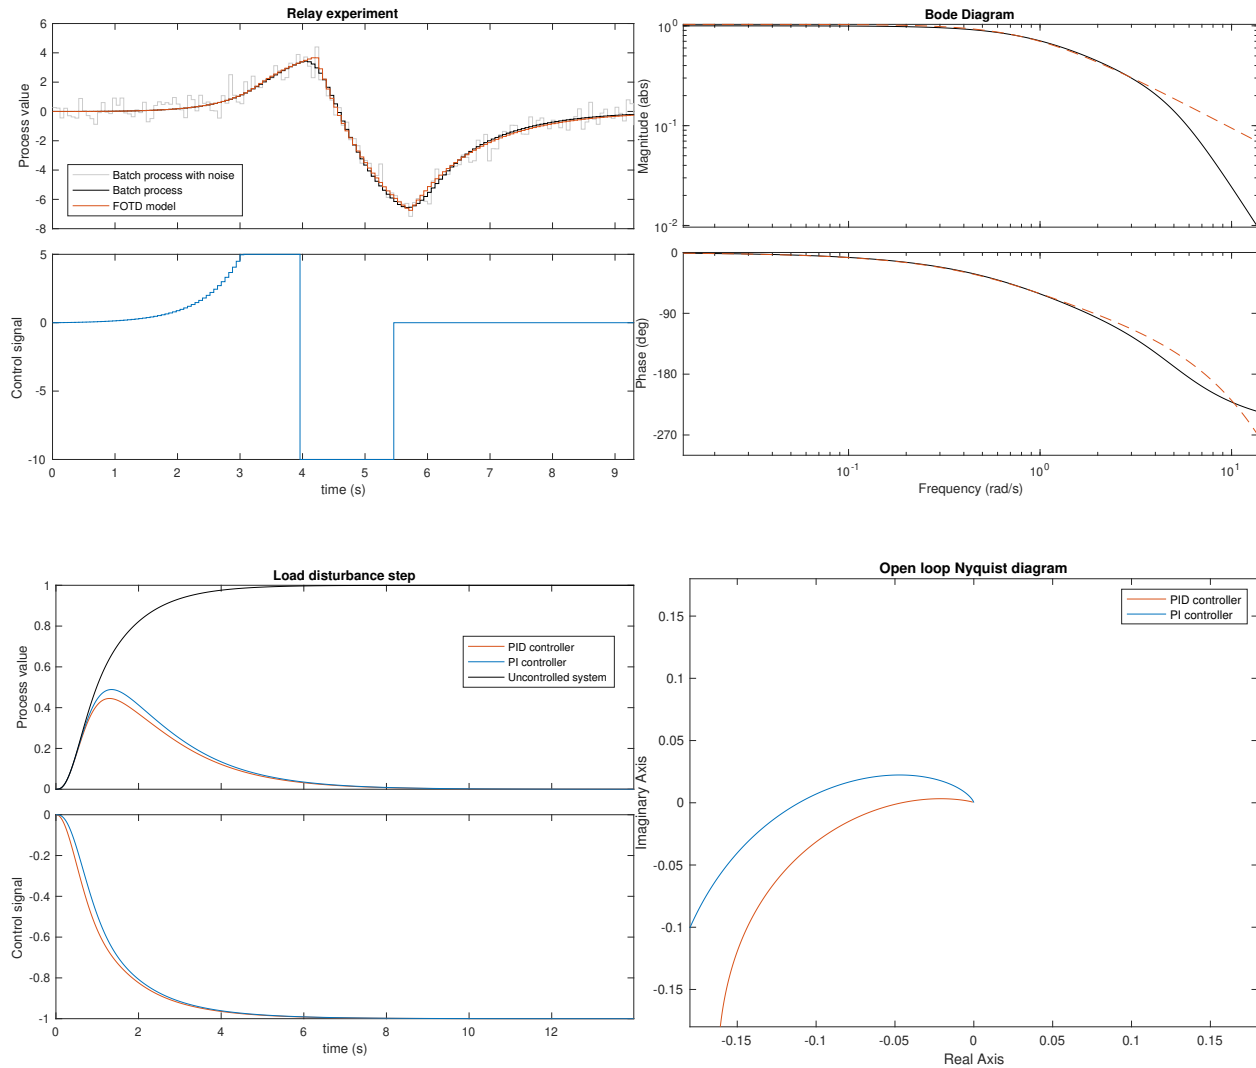 Relay experiment
6
4
2
0
-2
-4
-6
-8
Process value
Batch process with noise
Batch process
FOTD model
5
0
-5
-10
Control signal
0 1 2 3 4 5 6 7 8 9
time (s)
Bode Diagram
10^0
10^-1
10^-2
Magnitude (abs)
0
-90
-180
-270
Phase (deg)
10^-1 10^0 10^1
Frequency (rad/s)
Load disturbance step
1
0.8
0.6
0.4
0.2
0
Process value
PID controller
PI controller
Uncontrolled system
0
-0.2
-0.4
-0.6
-0.8
-1
Control signal
0 2 4 6 8 10 12
time (s)
Open loop Nyquist diagram
PID controller
PI controller
0.15
0.1
0.05
0
-0.05
-0.1
-0.15
Imaginary Axis
-0.15 -0.1 -0.05 0 0.05 0.1 0.15
Real Axis